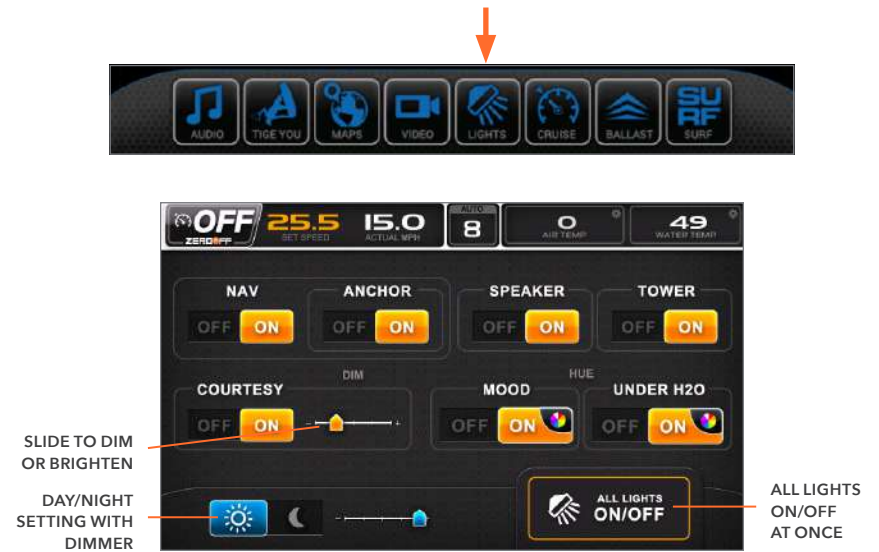 AUDIO TIGE YOU MAPS VIDEO LIGHTS CRUISE BALLAST SURF
SU
RF
OFF 25.5 15.0 AUTO 8 0 49
ZEROOFF SET SPEED ACTUAL MPH AIR TEMP WATER TEMP
NAV ANCHOR SPEAKER TOWER
OFF ON OFF ON OFF ON OFF ON
DIM HUE
COURTESY MOOD UNDER H2O
OFF ON - + OFF ON OFF ON
SLIDE TO DIM
OR BRIGHTEN
DAY/NIGHT
SETTING WITH
DIMMER
ALL LIGHTS
ON/OFF
ALL LIGHTS
ON/OFF
AT ONCE